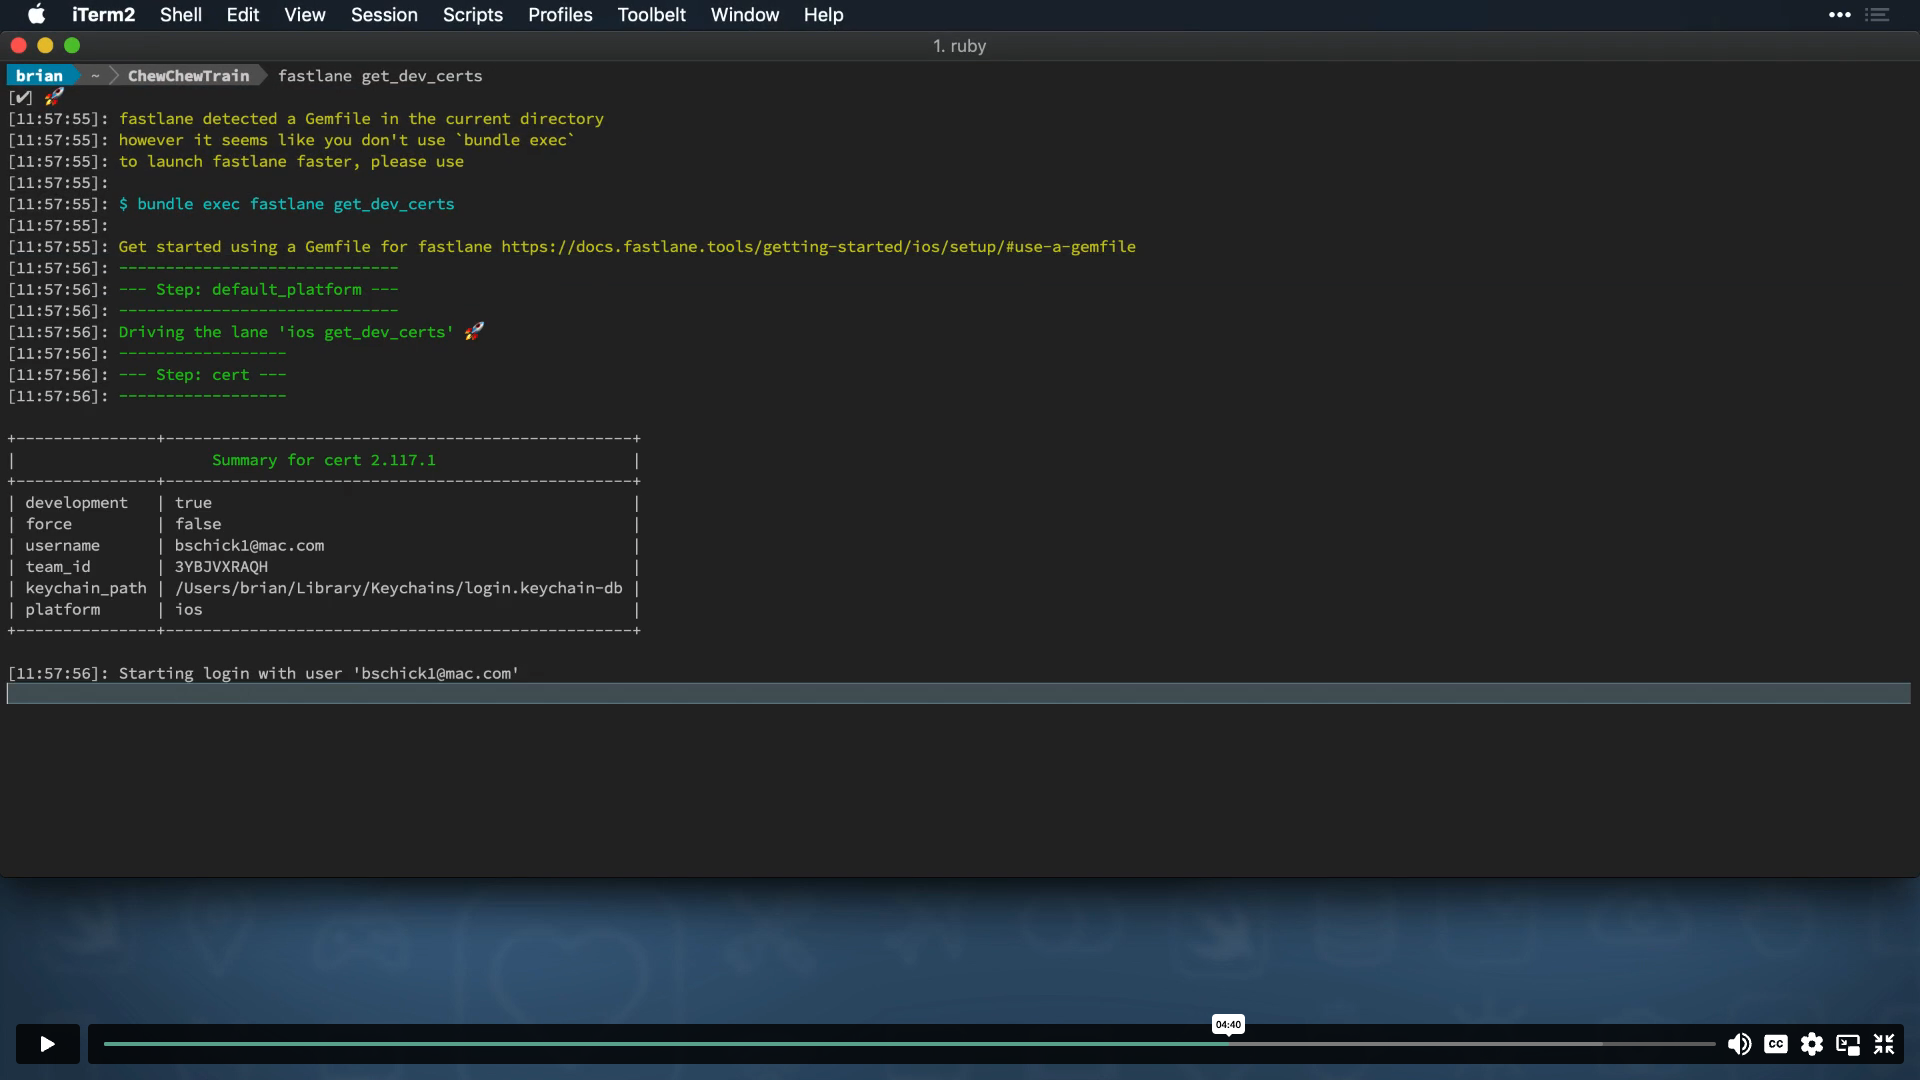 iTerm2 Shell Edit View Session Scripts Profiles Toolbelt Window Help
1. ruby
brian ~ ChewChewTrain fastlane get_dev_certs
[✔] 🚀
[11:57:55]: fastlane detected a Gemfile in the current directory
[11:57:55]: however it seems like you don't use `bundle exec`
[11:57:55]: to launch fastlane faster, please use
[11:57:55]:
[11:57:55]: $ bundle exec fastlane get_dev_certs
[11:57:55]:
[11:57:55]: Get started using a Gemfile for fastlane https://docs.fastlane.tools/getting-started/ios/setup/#use-a-gemfile
[11:57:56]: ------------------------------
[11:57:56]: --- Step: default_platform ---
[11:57:56]: ------------------------------
[11:57:56]: Driving the lane 'ios get_dev_certs' 🚀
[11:57:56]: ------------------
[11:57:56]: --- Step: cert ---
[11:57:56]: ------------------
+---------------+--------------------------------------------------+
| Summary for cert 2.117.1 |
+---------------+--------------------------------------------------+
| development | true |
| force | false |
| username | bschick1@mac.com |
| team_id | 3YBJVXRAQH |
| keychain_path | /Users/brian/Library/Keychains/login.keychain-db |
| platform | ios |
+---------------+--------------------------------------------------+
[11:57:56]: Starting login with user 'bschick1@mac.com'
04:40
CC